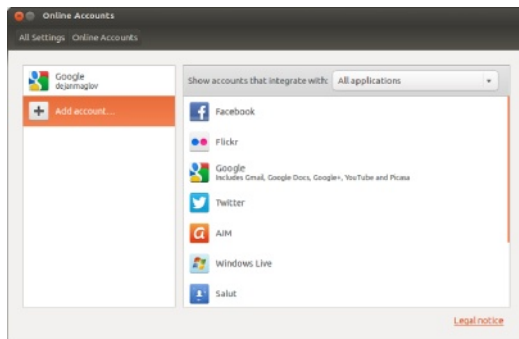 Online Accounts
All Settings Online Accounts
Google
dejanmaglov
Add account...
Show accounts that integrate with: All applications
Facebook
Flickr
Google
Includes Gmail, Google Docs, Google+, YouTube and Picasa
Twitter
AIM
Windows Live
Salut
Legal notice